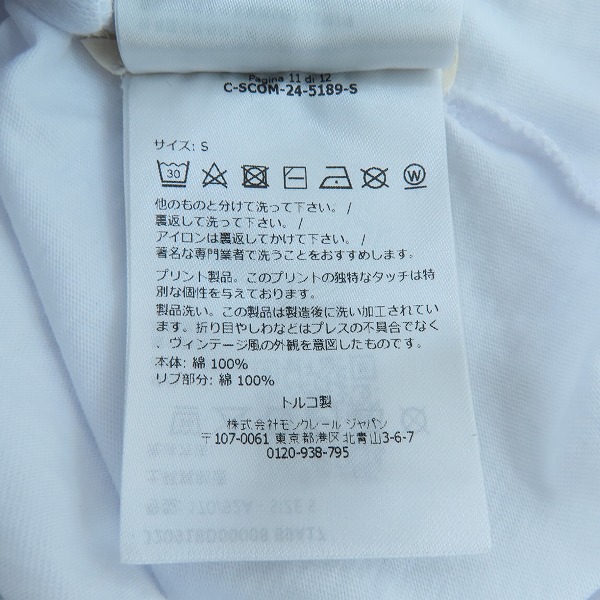 Pagina 11 di 12
C-SCOM-24-5189-S
サイズ: S
30
W
他のものと分けて洗って下さい。/
裏返して洗って下さい。/
アイロンは裏返してかけて下さい。/
著名な専門業者で洗うことをおすすめします。
プリント製品。このプリントの独特なタッチは特
別な個性を与えております。
製品洗い。この製品は製造後に洗い加工されてい
ます。折り目やしわなどはプレスの不具合でなく
、ヴィンテージ風の外観を意図したものです。
本体: 綿 100%
リブ部分: 綿 100%
トルコ製
株式会社モンクレール ジャパン
〒107-0061 東京都港区北青山3-6-7
0120-938-795